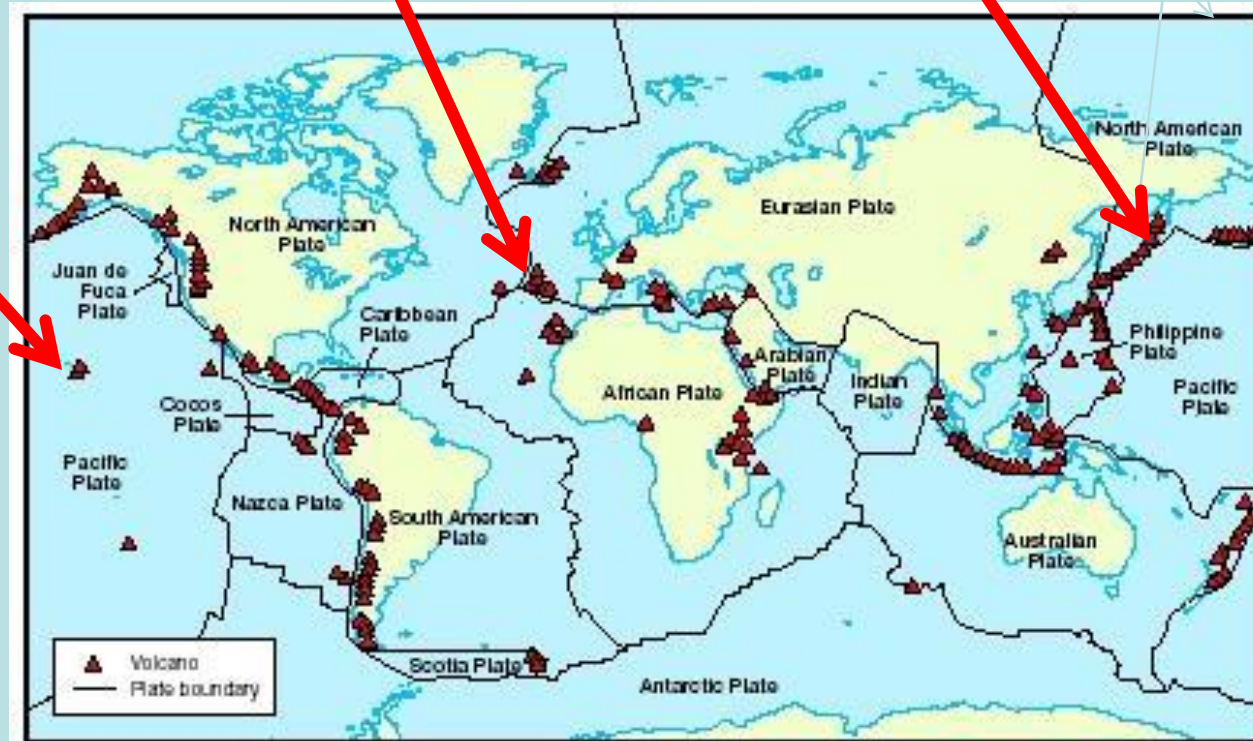 North American
Plate
Eurasian Plate
North American
Plate
Juan de
Fuca
Plate
Caribbean
Plate
Philippine
Plate
Arabian
Plate
Indian
Plate
African Plate
Pacific
Plate
Cocos
Plate
Pacific
Plate
Nazca Plate
South American
Plate
Australian
Plate
Volcano
Plate boundary
Scotia Plate
Antarctic Plate